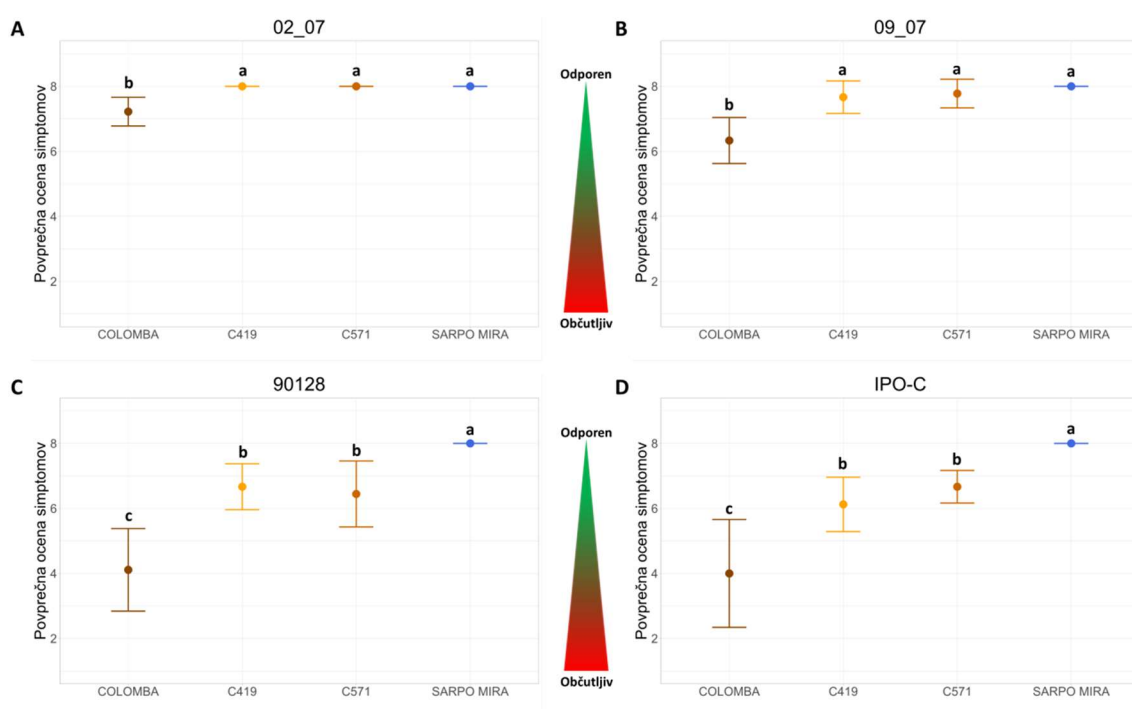 A
02_07
Povprečna ocena simptomov
8
6
4
2
b
a
a
a
COLOMBA
C419
C571
SARPO MIRA
Odporen
Občutljiv
B
09_07
Povprečna ocena simptomov
8
6
4
2
b
a
a
a
COLOMBA
C419
C571
SARPO MIRA
C
90128
Povprečna ocena simptomov
8
6
4
2
c
b
b
a
COLOMBA
C419
C571
SARPO MIRA
Odporen
Občutljiv
D
IPO-C
Povprečna ocena simptomov
8
6
4
2
c
b
b
a
COLOMBA
C419
C571
SARPO MIRA